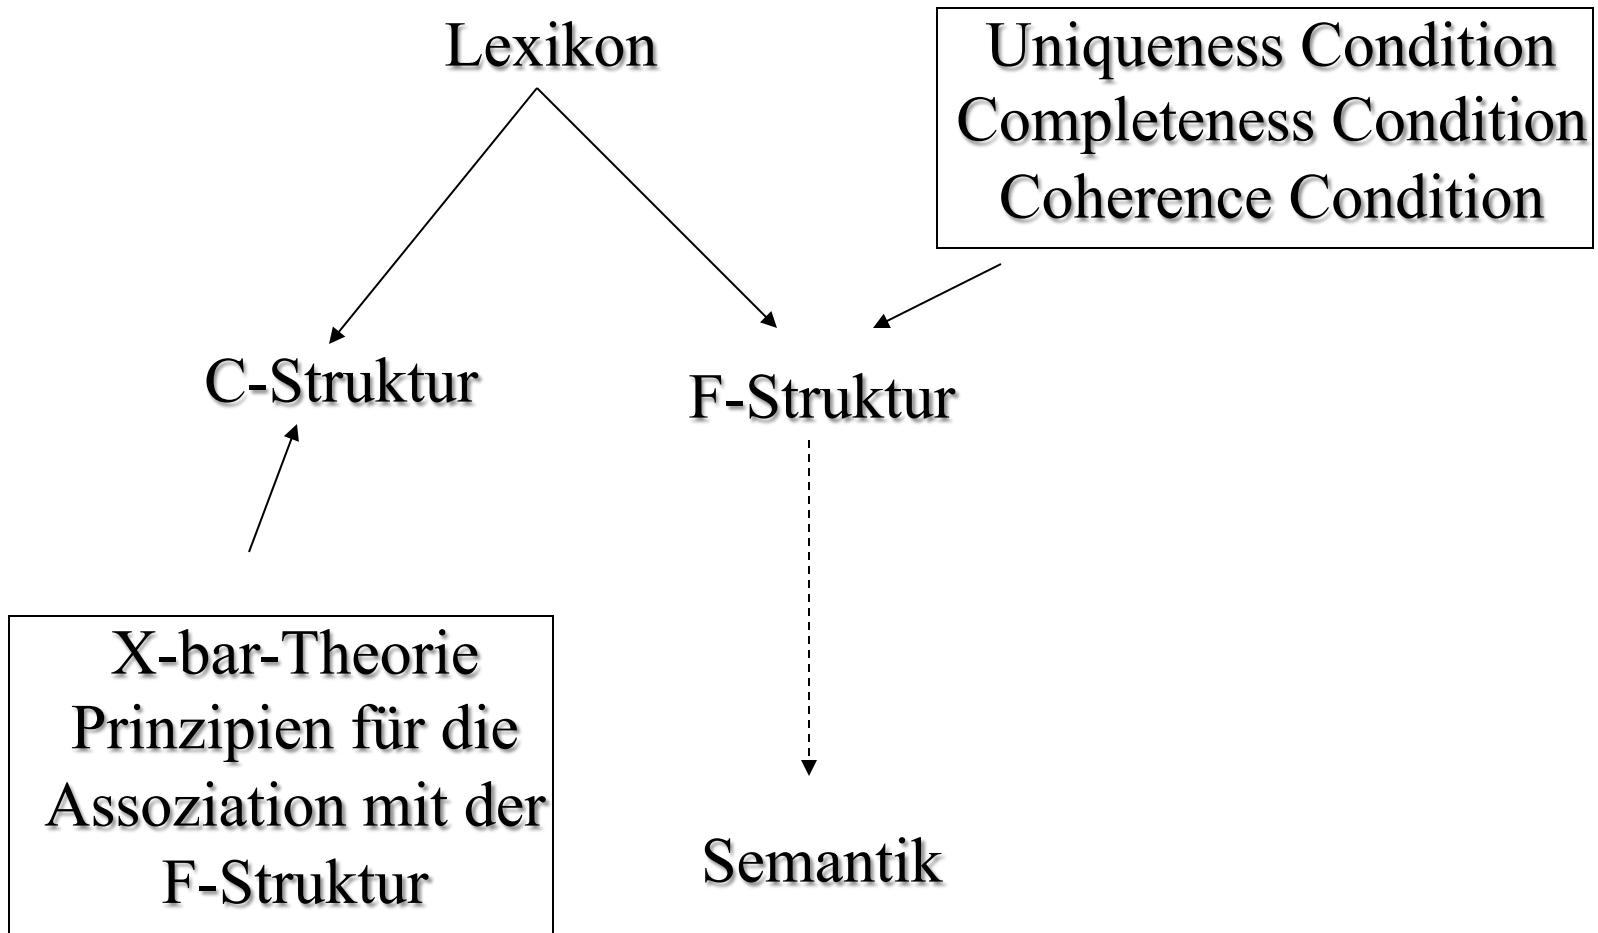 Lexikon
Uniqueness Condition
Completeness Condition
Coherence Condition
C-Struktur
F-Struktur
X-bar-Theorie
Prinzipien für die
Assoziation mit der
F-Struktur
Semantik